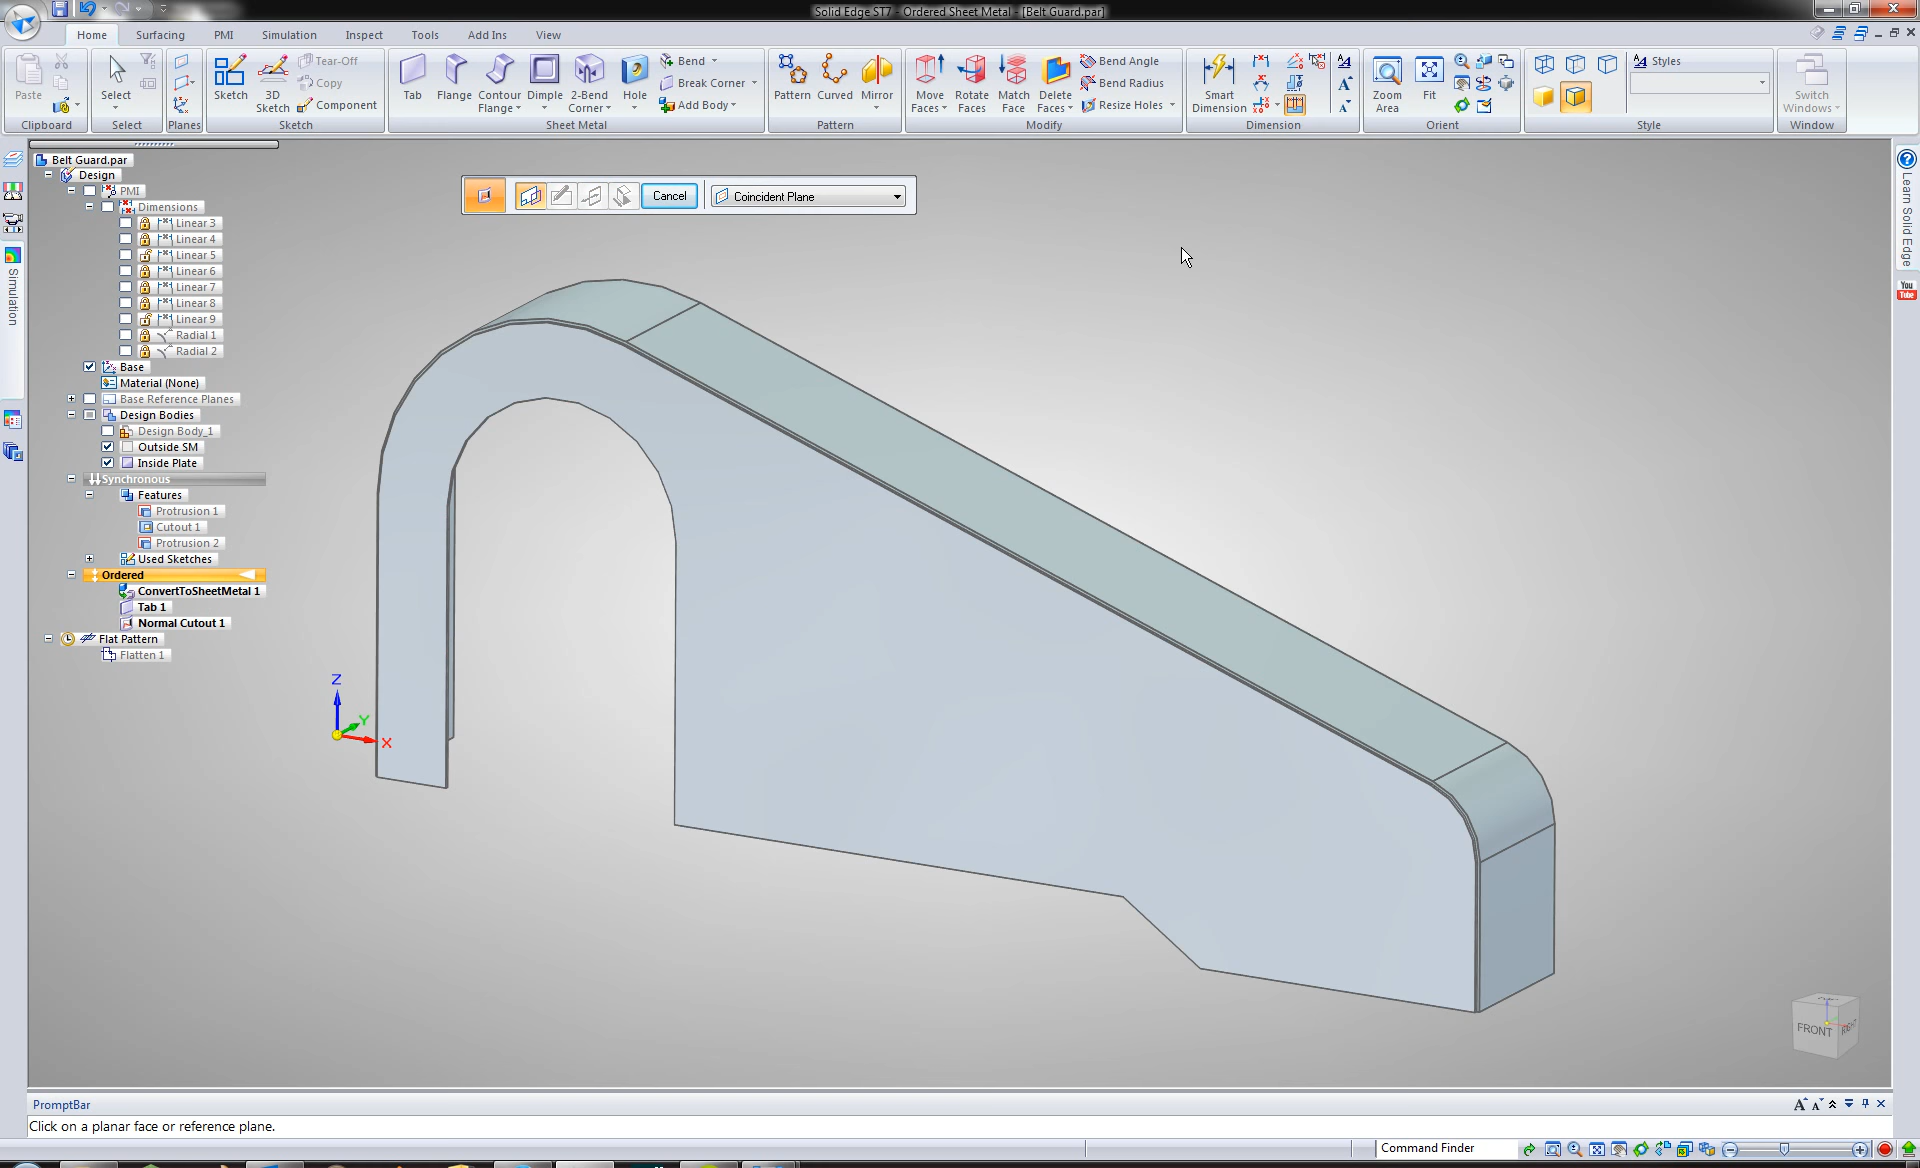 Solid Edge ST7 - Ordered Sheet Metal - [Belt Guard.par]
Home Surfacing PMI Simulation Inspect Tools Add Ins View
Paste
Clipboard
Select
Select
Planes
Sketch
3D
Sketch
Tear-Off
Copy
Component
Sketch
Tab
Flange
Contour
Flange
Dimple
2-Bend
Corner
Hole
Bend
Break Corner
Add Body
Sheet Metal
Pattern
Curved
Mirror
Pattern
Move
Faces
Rotate
Faces
Match
Face
Delete
Faces
Bend Angle
Bend Radius
Resize Holes
Modify
Smart
Dimension
Dimension
Zoom
Area
Fit
Orient
Styles
Style
Switch
Windows
Window
Belt Guard.par
Design
PMI
Dimensions
Linear 3
Linear 4
Linear 5
Linear 6
Linear 7
Linear 8
Linear 9
Radial 1
Radial 2
Base
Material (None)
Base Reference Planes
Design Bodies
Design Body_1
Outside SM
Inside Plate
Synchronous
Features
Protrusion 1
Cutout 1
Protrusion 2
Used Sketches
Ordered
ConvertToSheetMetal 1
Tab 1
Normal Cutout 1
Flat Pattern
Flatten 1
Simulation
Cancel
Coincident Plane
Learn Solid Edge
You
Tube
Z
Y
X
FRONT
RIGHT
PromptBar
Click on a planar face or reference plane.
Command Finder